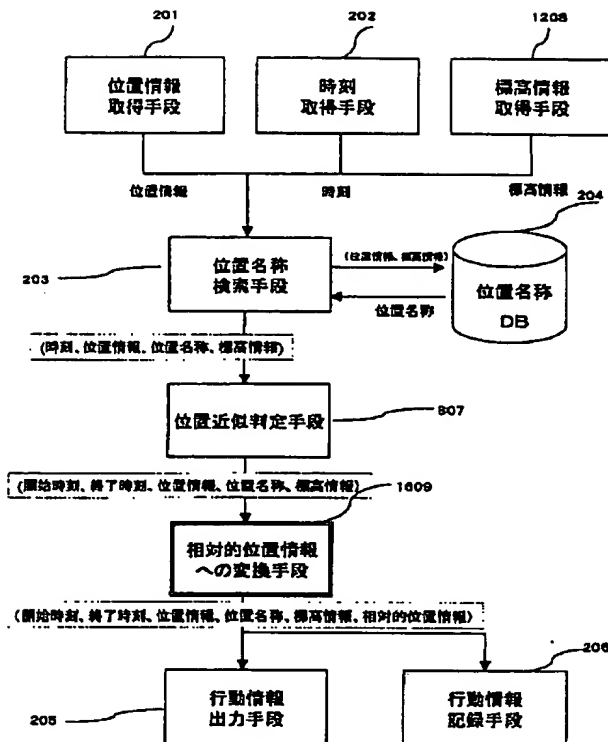 201
202
1208
位置情報
取得手段
時刻
取得手段
標高情報
取得手段
位置情報
時刻
標高情報
204
203
位置名称
検索手段
(位置情報、標高情報)
位置名称
位置名称
DB
(時刻、位置情報、位置名称、標高情報)
位置近似判定手段
807
(開始時刻、終了時刻、位置情報、位置名称、標高情報)
1609
相対的位置情報
への変換手段
(開始時刻、終了時刻、位置情報、位置名称、標高情報、相対的位置情報)
206
205
行動情報
出力手段
行動情報
記録手段